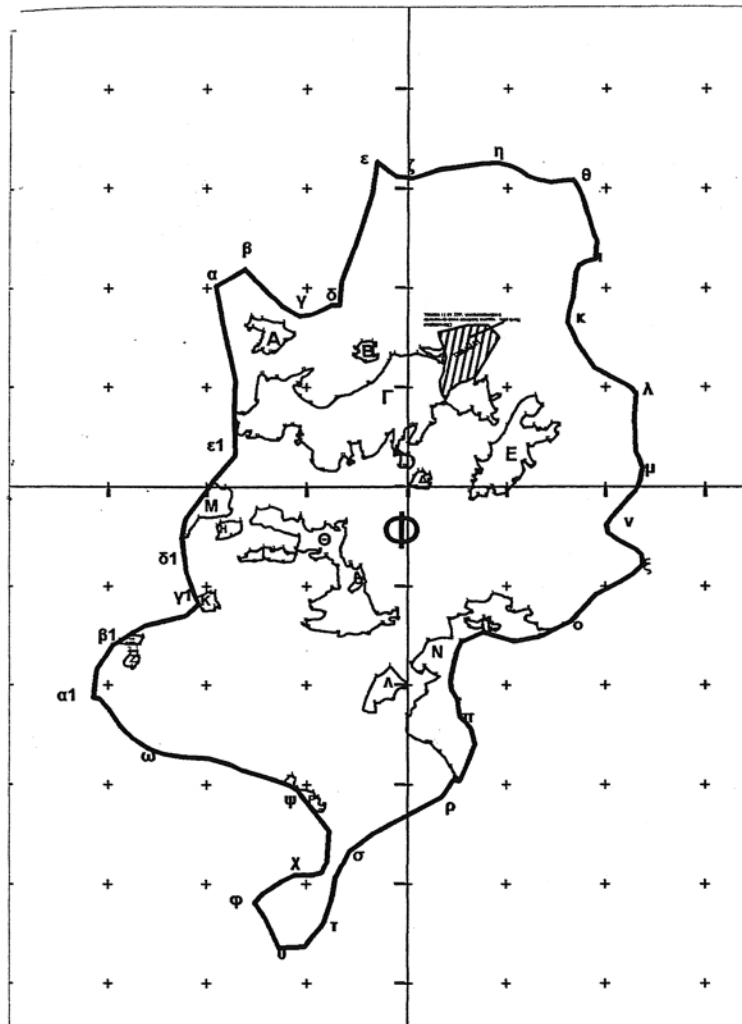 ε
ζ
η
θ
β
α
ι
γ
δ
κ
Α
Β
Γ
λ
Ε
ε1
μ
Δ
Μ
ν
Η
Θ
Φ
δ1
ξ
γ1
Κ
ο
β1
Ν
Λ
α1
π
ω
ψ
ρ
σ
χ
φ
τ
υ